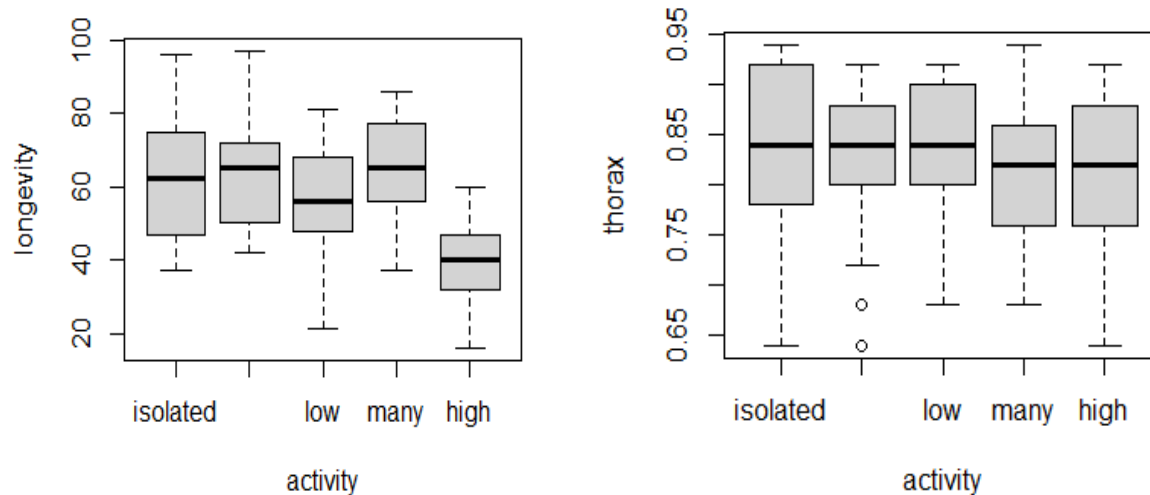 longevity
100
80
60
40
20
isolated low many high
activity
thorax
0.95
0.85
0.75
0.65
isolated low many high
activity